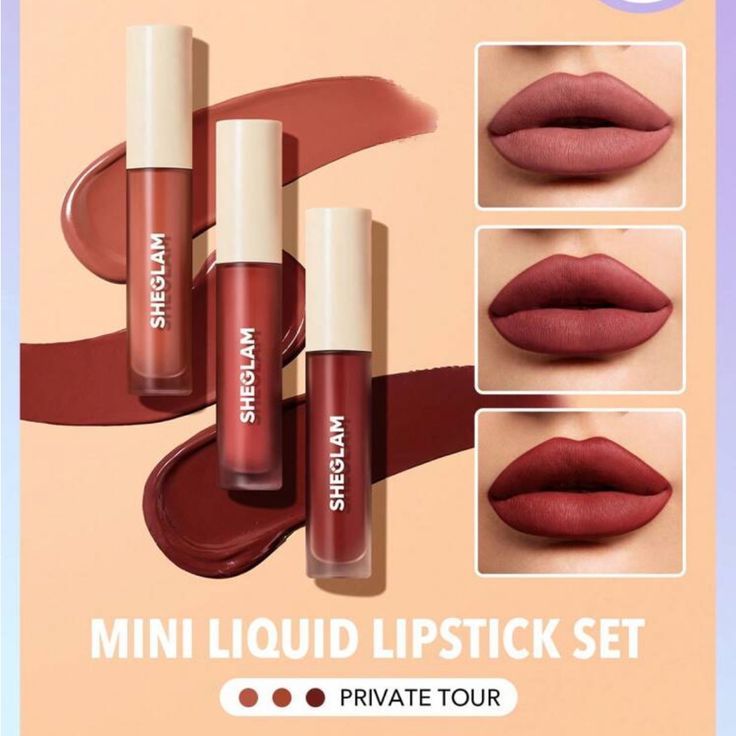 SHEGLAM
SHEGLAM
SHEGLAM
MINI LIQUID LIPSTICK SET
PRIVATE TOUR